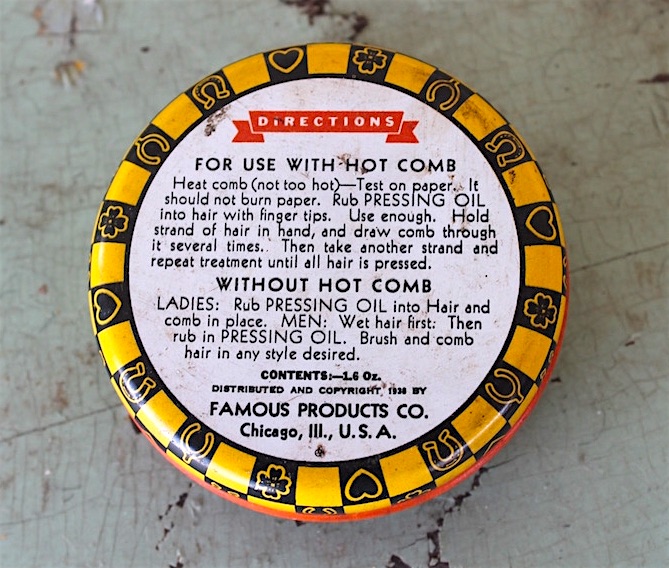 DIRECTIONS
FOR USE WITH HOT COMB
Heat comb (not too hot)—Test on paper. It
should not burn paper. Rub PRESSING OIL
into hair with finger tips. Use enough. Hold
strand of hair in hand, and draw comb through
it several times. Then take another strand and
repeat treatment until all hair is pressed.
WITHOUT HOT COMB
LADIES: Rub PRESSING OIL into Hair and
comb in place. MEN: Wet hair first: Then
rub in PRESSING OIL. Brush and comb
hair in any style desired.
CONTENTS:—1.6 Oz.
DISTRIBUTED AND COPYRIGHT, 1936 BY
FAMOUS PRODUCTS CO.
Chicago, Ill., U.S.A.